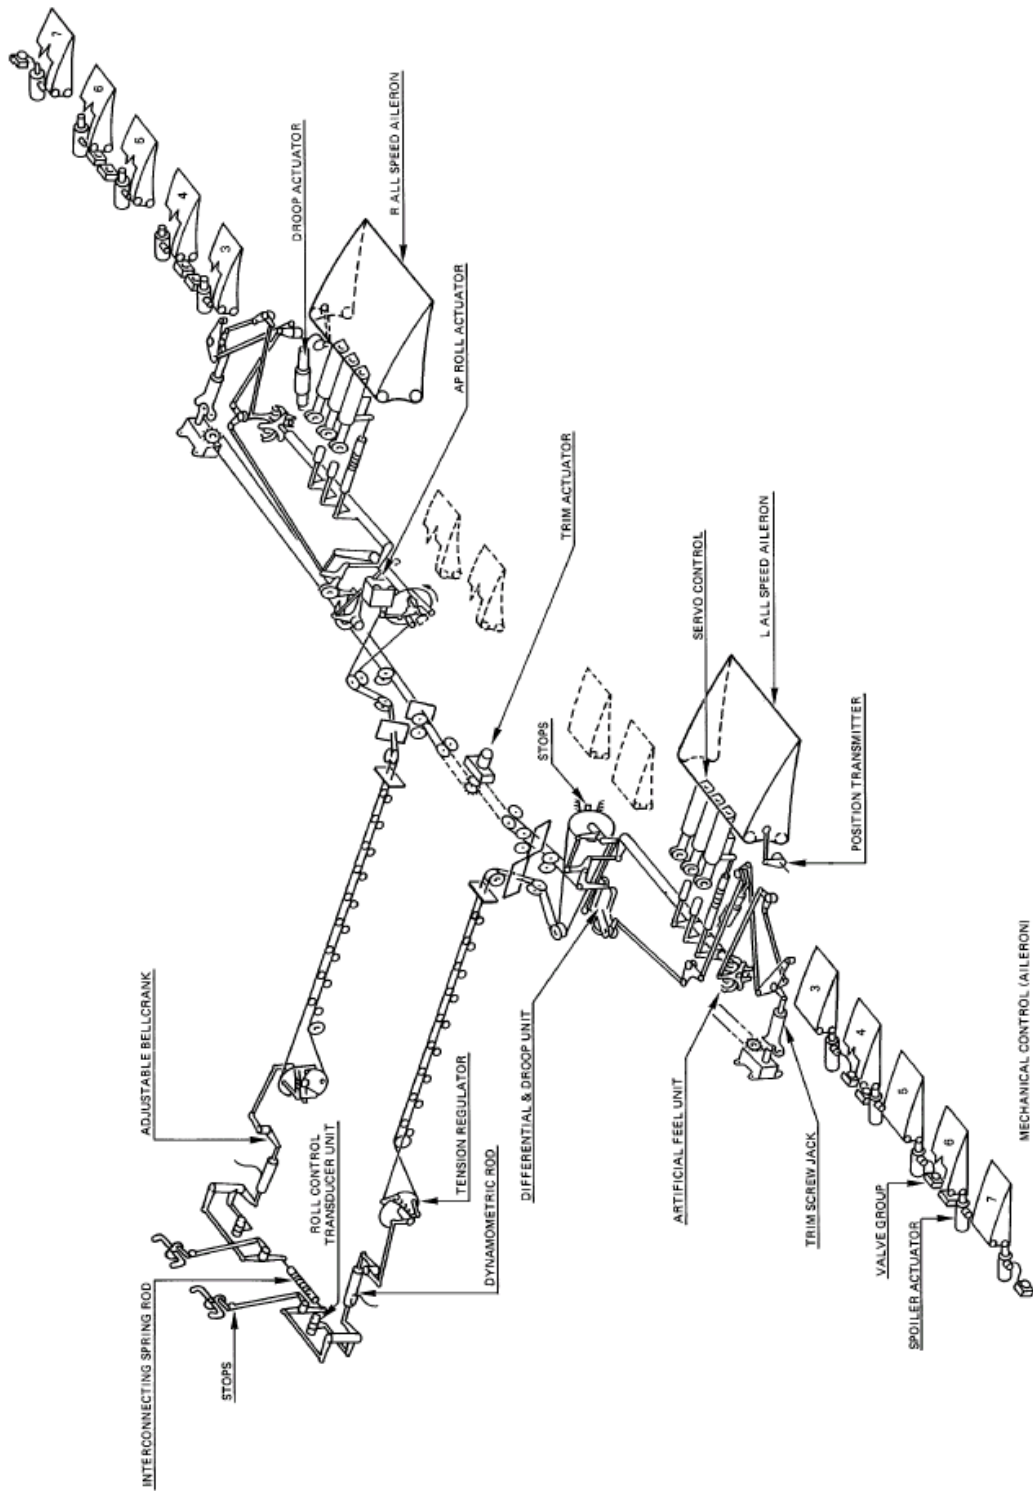 INTERCONNECTING SPRING ROD
STOPS
ADJUSTABLE BELLCRANK
ROLL CONTROL
TRANSDUCER UNIT
TENSION REGULATOR
DYNAMOMETRIC ROD
DIFFERENTIAL & DROOP UNIT
STOPS
TRIM ACTUATOR
AP ROLL ACTUATOR
DROOP ACTUATOR
R ALL SPEED AILERON
7
6
5
4
3
SERVO CONTROL
L ALL SPEED AILERON
POSITION TRANSMITTER
ARTIFICIAL FEEL UNIT
TRIM SCREW JACK
VALVE GROUP
SPOILER ACTUATOR
3
4
5
6
7
MECHANICAL CONTROL (AILERON)